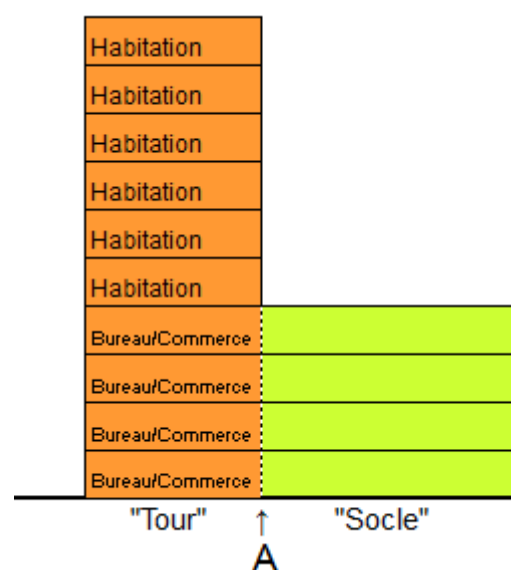 Habitation
Habitation
Habitation
Habitation
Habitation
Habitation
Bureau/Commerce
Bureau/Commerce
Bureau/Commerce
Bureau/Commerce
"Tour" ↑ "Socle"
A